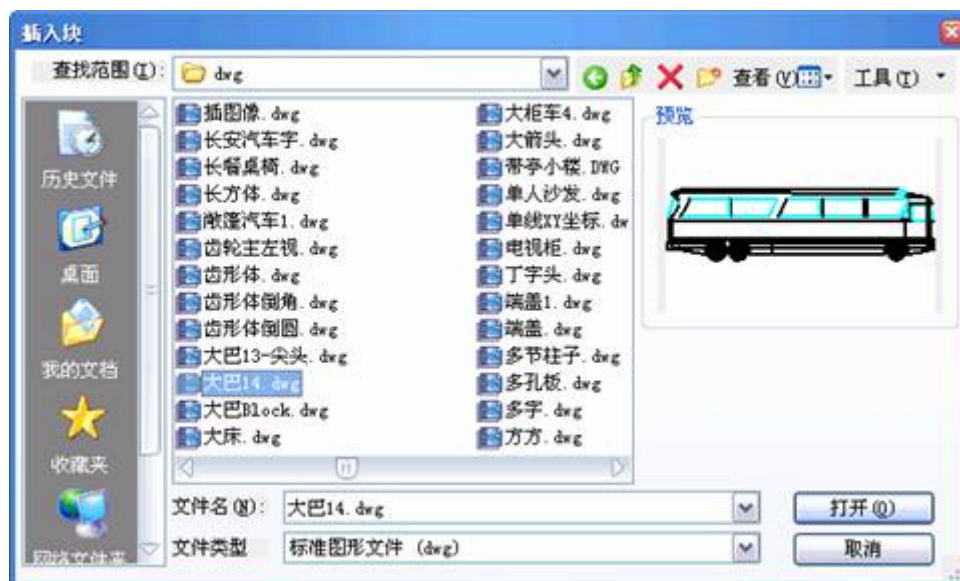 插入块
查找范围(I): dwg 查看(V) 工具(T)
历史文件
桌面
我的文档
收藏夹
网络文件夹
插图像.dwg
长安汽车字.dwg
长餐桌椅.dwg
长方体.dwg
敞篷汽车1.dwg
齿轮主左视.dwg
齿形体.dwg
齿形体倒角.dwg
齿形体倒圆.dwg
大巴13-尖头.dwg
大巴14.dwg
大巴Block.dwg
大床.dwg
大柜车4.dwg
大箭头.dwg
带亭小楼.DWG
单人沙发.dwg
单线XY坐标.dw
电视柜.dwg
丁字头.dwg
端盖1.dwg
端盖.dwg
多节柱子.dwg
多孔板.dwg
多字.dwg
方方.dwg
预览
文件名(N): 大巴14.dwg 打开(O)
文件类型 标准图形文件 (dwg) 取消